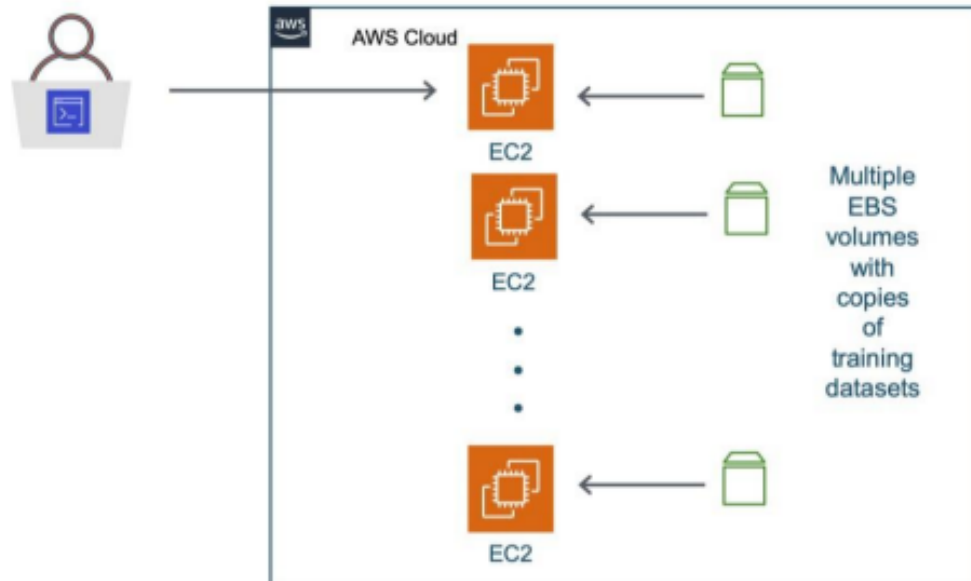 aws
AWS Cloud
>_
EC2
EC2
Multiple
EBS
volumes
with
copies
of
training
datasets
EC2